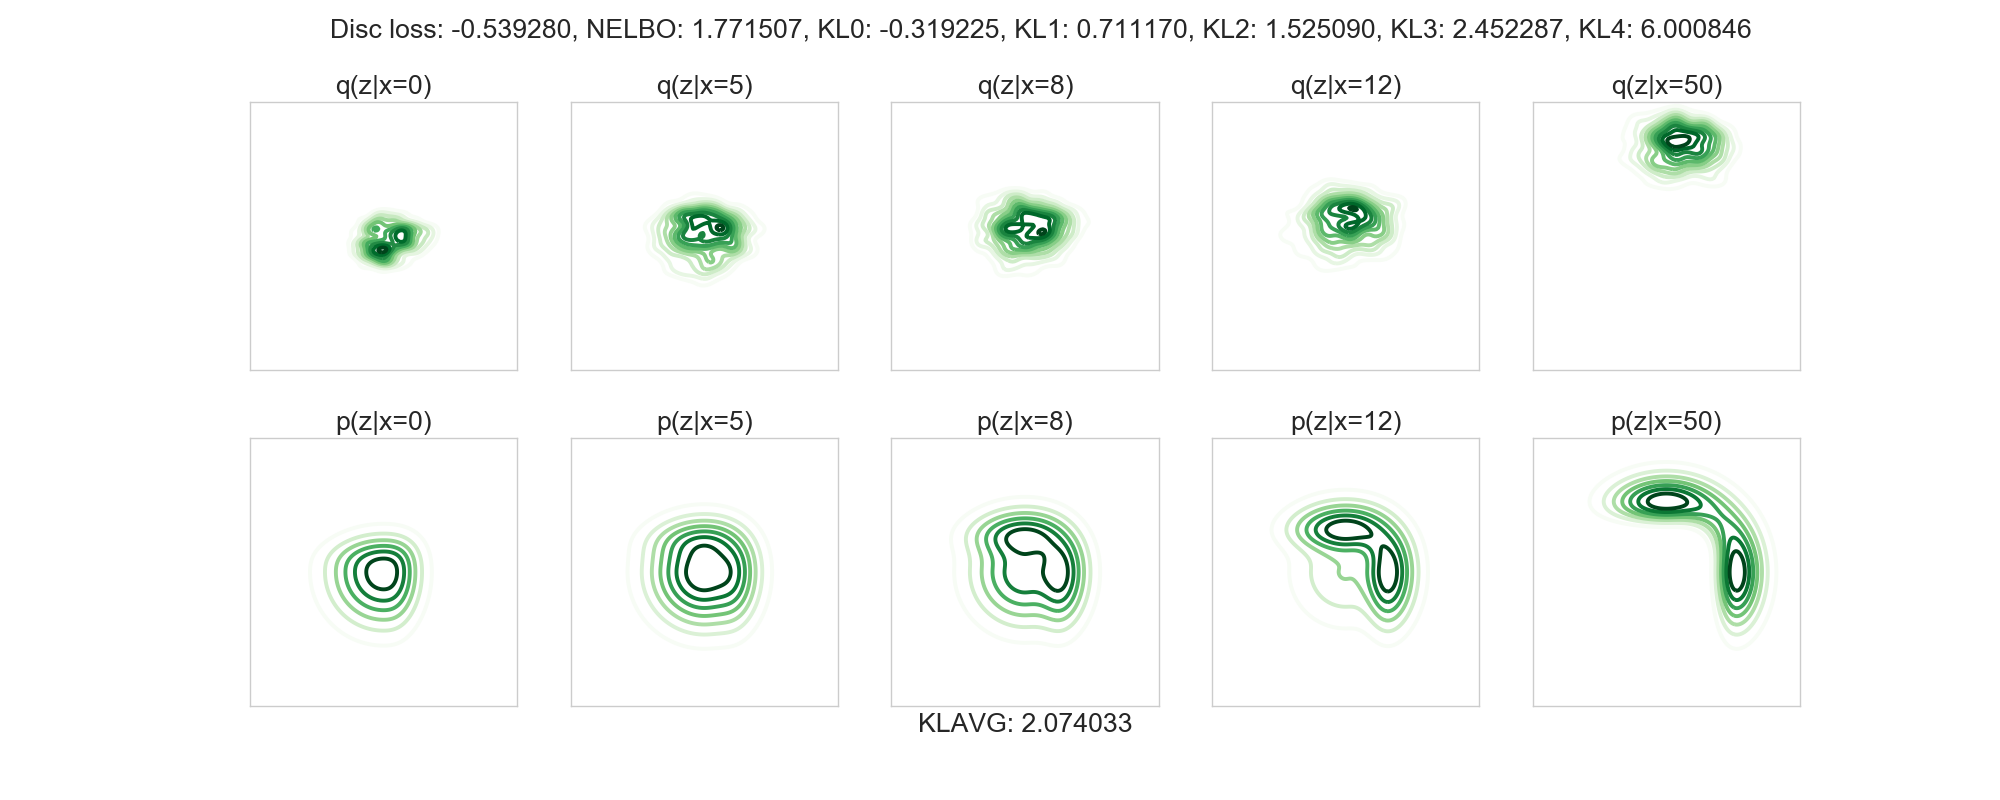 Disc loss: -0.539280, NELBO: 1.771507, KL0: -0.319225, KL1: 0.711170, KL2: 1.525090, KL3: 2.452287, KL4: 6.000846
q(z|x=0) q(z|x=5) q(z|x=8) q(z|x=12) q(z|x=50)
p(z|x=0) p(z|x=5) p(z|x=8) p(z|x=12) p(z|x=50)
KLAVG: 2.074033